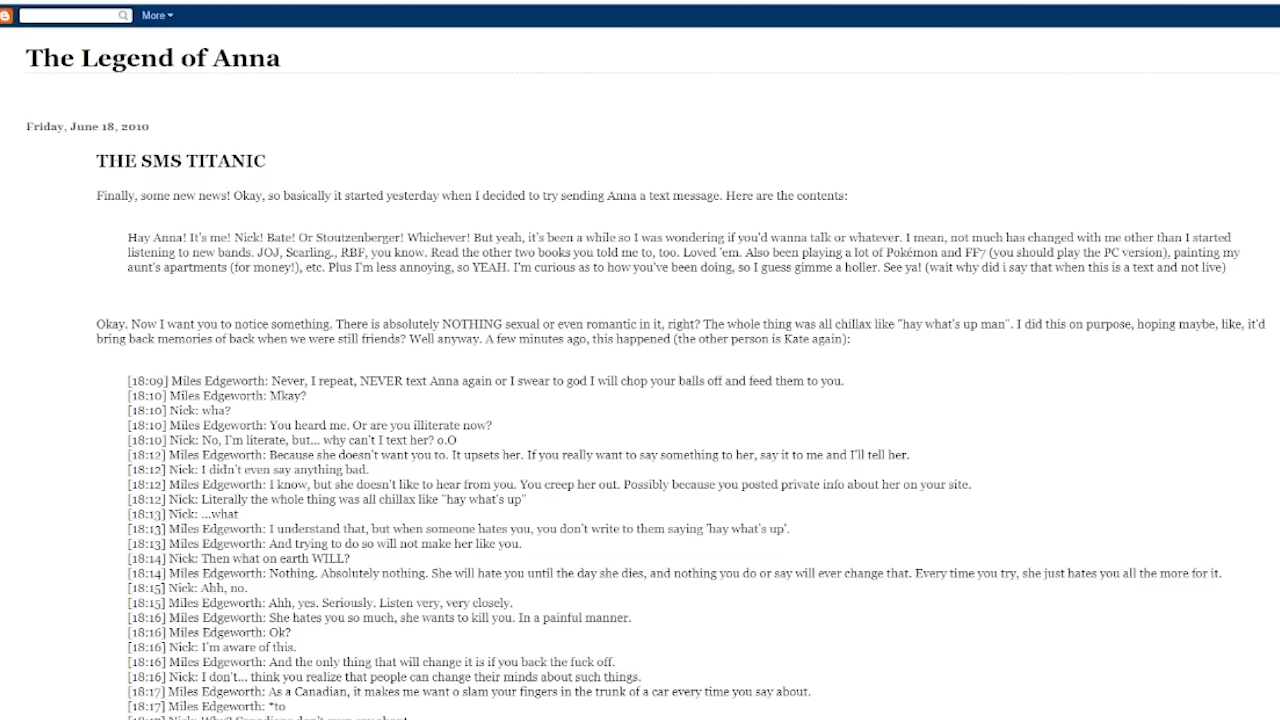 More
The Legend of Anna
Friday, June 18, 2010
THE SMS TITANIC
Finally, some new news! Okay, so basically it started yesterday when I decided to try sending Anna a text message. Here are the contents:
Hay Anna! It's me! Nick! Bate! Or Stoutzenberger! Whichever! But yeah, it's been a while so I was wondering if you'd wanna talk or whatever. I mean, not much has changed with me other than I started
listening to new bands. JOJ, Scarling., RBF, you know. Read the other two books you told me to, too. Loved 'em. Also been playing a lot of Pokémon and FF7 (you should play the PC version), painting my
aunt's apartments (for money!), etc. Plus I'm less annoying, so YEAH. I'm curious as to how you've been doing, so I guess gimme a holler. See ya! (wait why did i say that when this is a text and not live)
Okay. Now I want you to notice something. There is absolutely NOTHING sexual or even romantic in it, right? The whole thing was all chillax like "hay what's up man". I did this on purpose, hoping maybe, like, it'd
bring back memories of back when we were still friends? Well anyway. A few minutes ago, this happened (the other person is Kate again):
[18:09] Miles Edgeworth: Never, I repeat, NEVER text Anna again or I swear to god I will chop your balls off and feed them to you.
[18:10] Miles Edgeworth: Mkay?
[18:10] Nick: wha?
[18:10] Miles Edgeworth: You heard me. Or are you illiterate now?
[18:10] Nick: No, I'm literate, but... why can't I text her? o.O
[18:12] Miles Edgeworth: Because she doesn't want you to. It upsets her. If you really want to say something to her, say it to me and I'll tell her.
[18:12] Nick: I didn't even say anything bad.
[18:12] Miles Edgeworth: I know, but she doesn't like to hear from you. You creep her out. Possibly because you posted private info about her on your site.
[18:12] Nick: Literally the whole thing was all chillax like "hay what's up"
[18:13] Nick: ...what
[18:13] Miles Edgeworth: I understand that, but when someone hates you, you don't write to them saying 'hay what's up'.
[18:13] Miles Edgeworth: And trying to do so will not make her like you.
[18:14] Nick: Then what on earth WILL?
[18:14] Miles Edgeworth: Nothing. Absolutely nothing. She will hate you until the day she dies, and nothing you do or say will ever change that. Every time you try, she just hates you all the more for it.
[18:15] Nick: Ahh, no.
[18:15] Miles Edgeworth: Ahh, yes. Seriously. Listen very, very closely.
[18:16] Miles Edgeworth: She hates you so much, she wants to kill you. In a painful manner.
[18:16] Miles Edgeworth: Ok?
[18:16] Nick: I'm aware of this.
[18:16] Miles Edgeworth: And the only thing that will change it is if you back the fuck off.
[18:16] Nick: I don't... think you realize that people can change their minds about such things.
[18:17] Miles Edgeworth: As a Canadian, it makes me want o slam your fingers in the trunk of a car every time you say about.
[18:17] Miles Edgeworth: *to
[18:17] Nick: Why? Canadians don't even say about